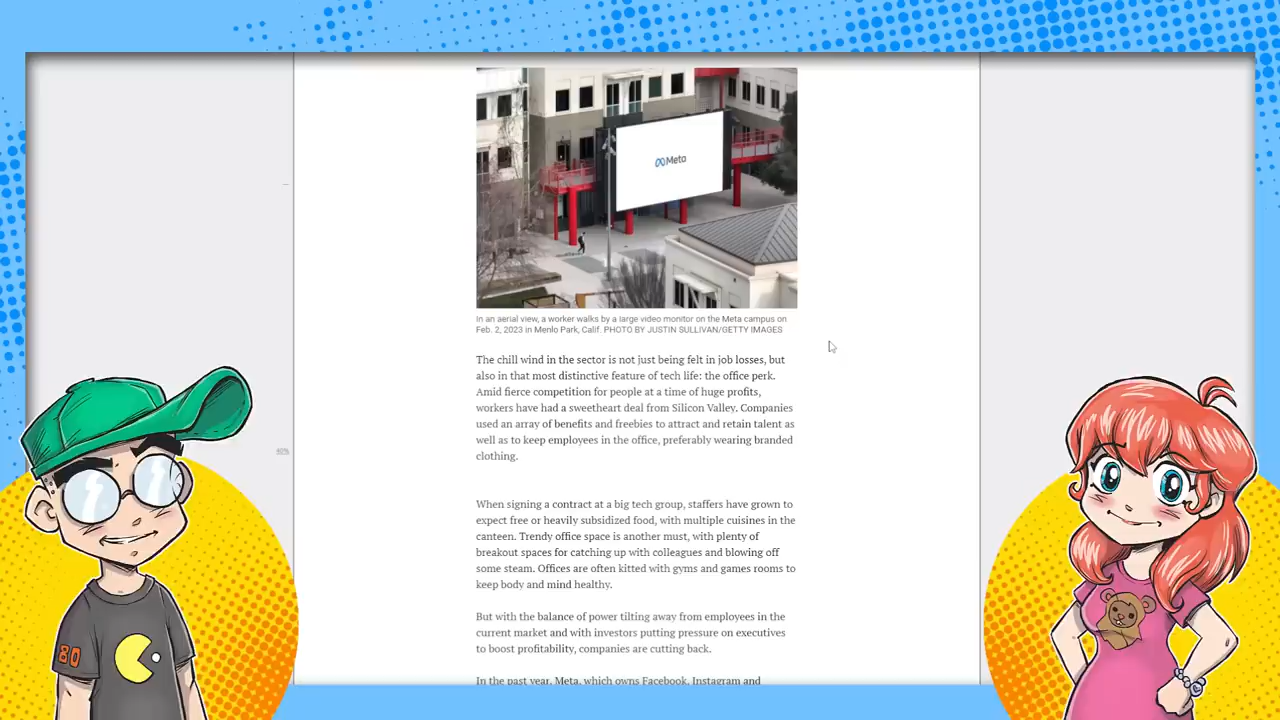 Meta
In an aerial view, a worker walks by a large video monitor on the Meta campus on
Feb. 2, 2023 in Menlo Park, Calif. PHOTO BY JUSTIN SULLIVAN/GETTY IMAGES
The chill wind in the sector is not just being felt in job losses, but
also in that most distinctive feature of tech life: the office perk.
Amid fierce competition for people at a time of huge profits,
workers have had a sweetheart deal from Silicon Valley. Companies
used an array of benefits and freebies to attract and retain talent as
well as to keep employees in the office, preferably wearing branded
clothing.
When signing a contract at a big tech group, staffers have grown to
expect free or heavily subsidized food, with multiple cuisines in the
canteen. Trendy office space is another must, with plenty of
breakout spaces for catching up with colleagues and blowing off
some steam. Offices are often kitted with gyms and games rooms to
keep body and mind healthy.
But with the balance of power tilting away from employees in the
current market and with investors putting pressure on executives
to boost profitability, companies are cutting back.
In the past year, Meta, which owns Facebook, Instagram and
80